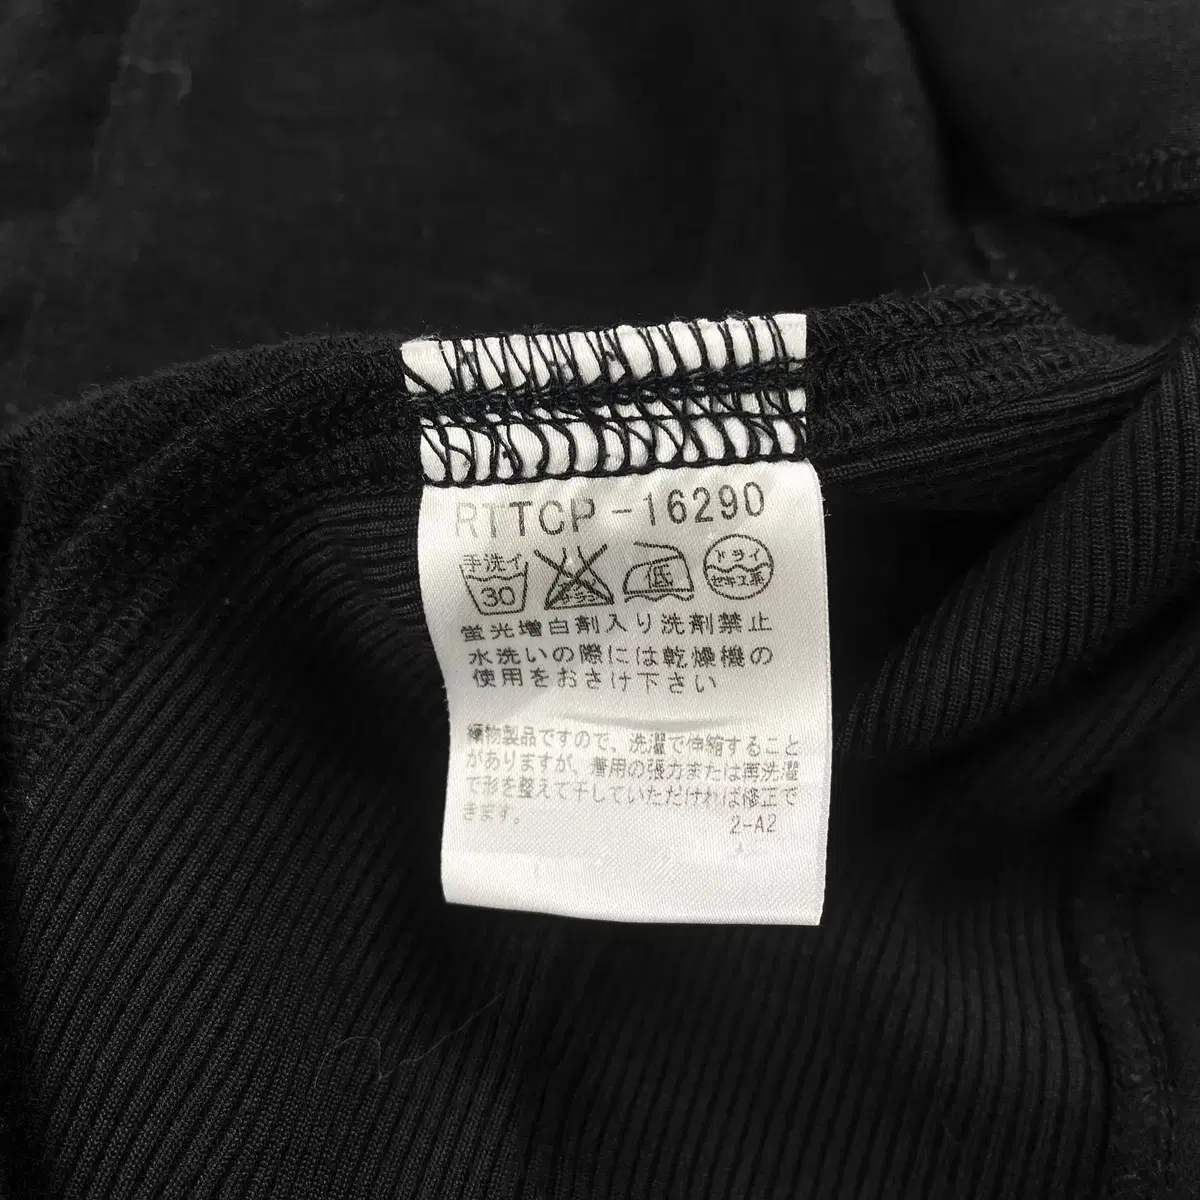 RTTCP-16290
手洗イ
30
低
ドライ
セキユ系
蛍光増白剤入り洗剤禁止
水洗いの際には乾燥機の
使用をおさけ下さい
編物製品ですので、洗濯で伸縮すること
がありますが、着用の張力または再洗濯
で形を整えて干していただければ修正で
きます。
2-A2